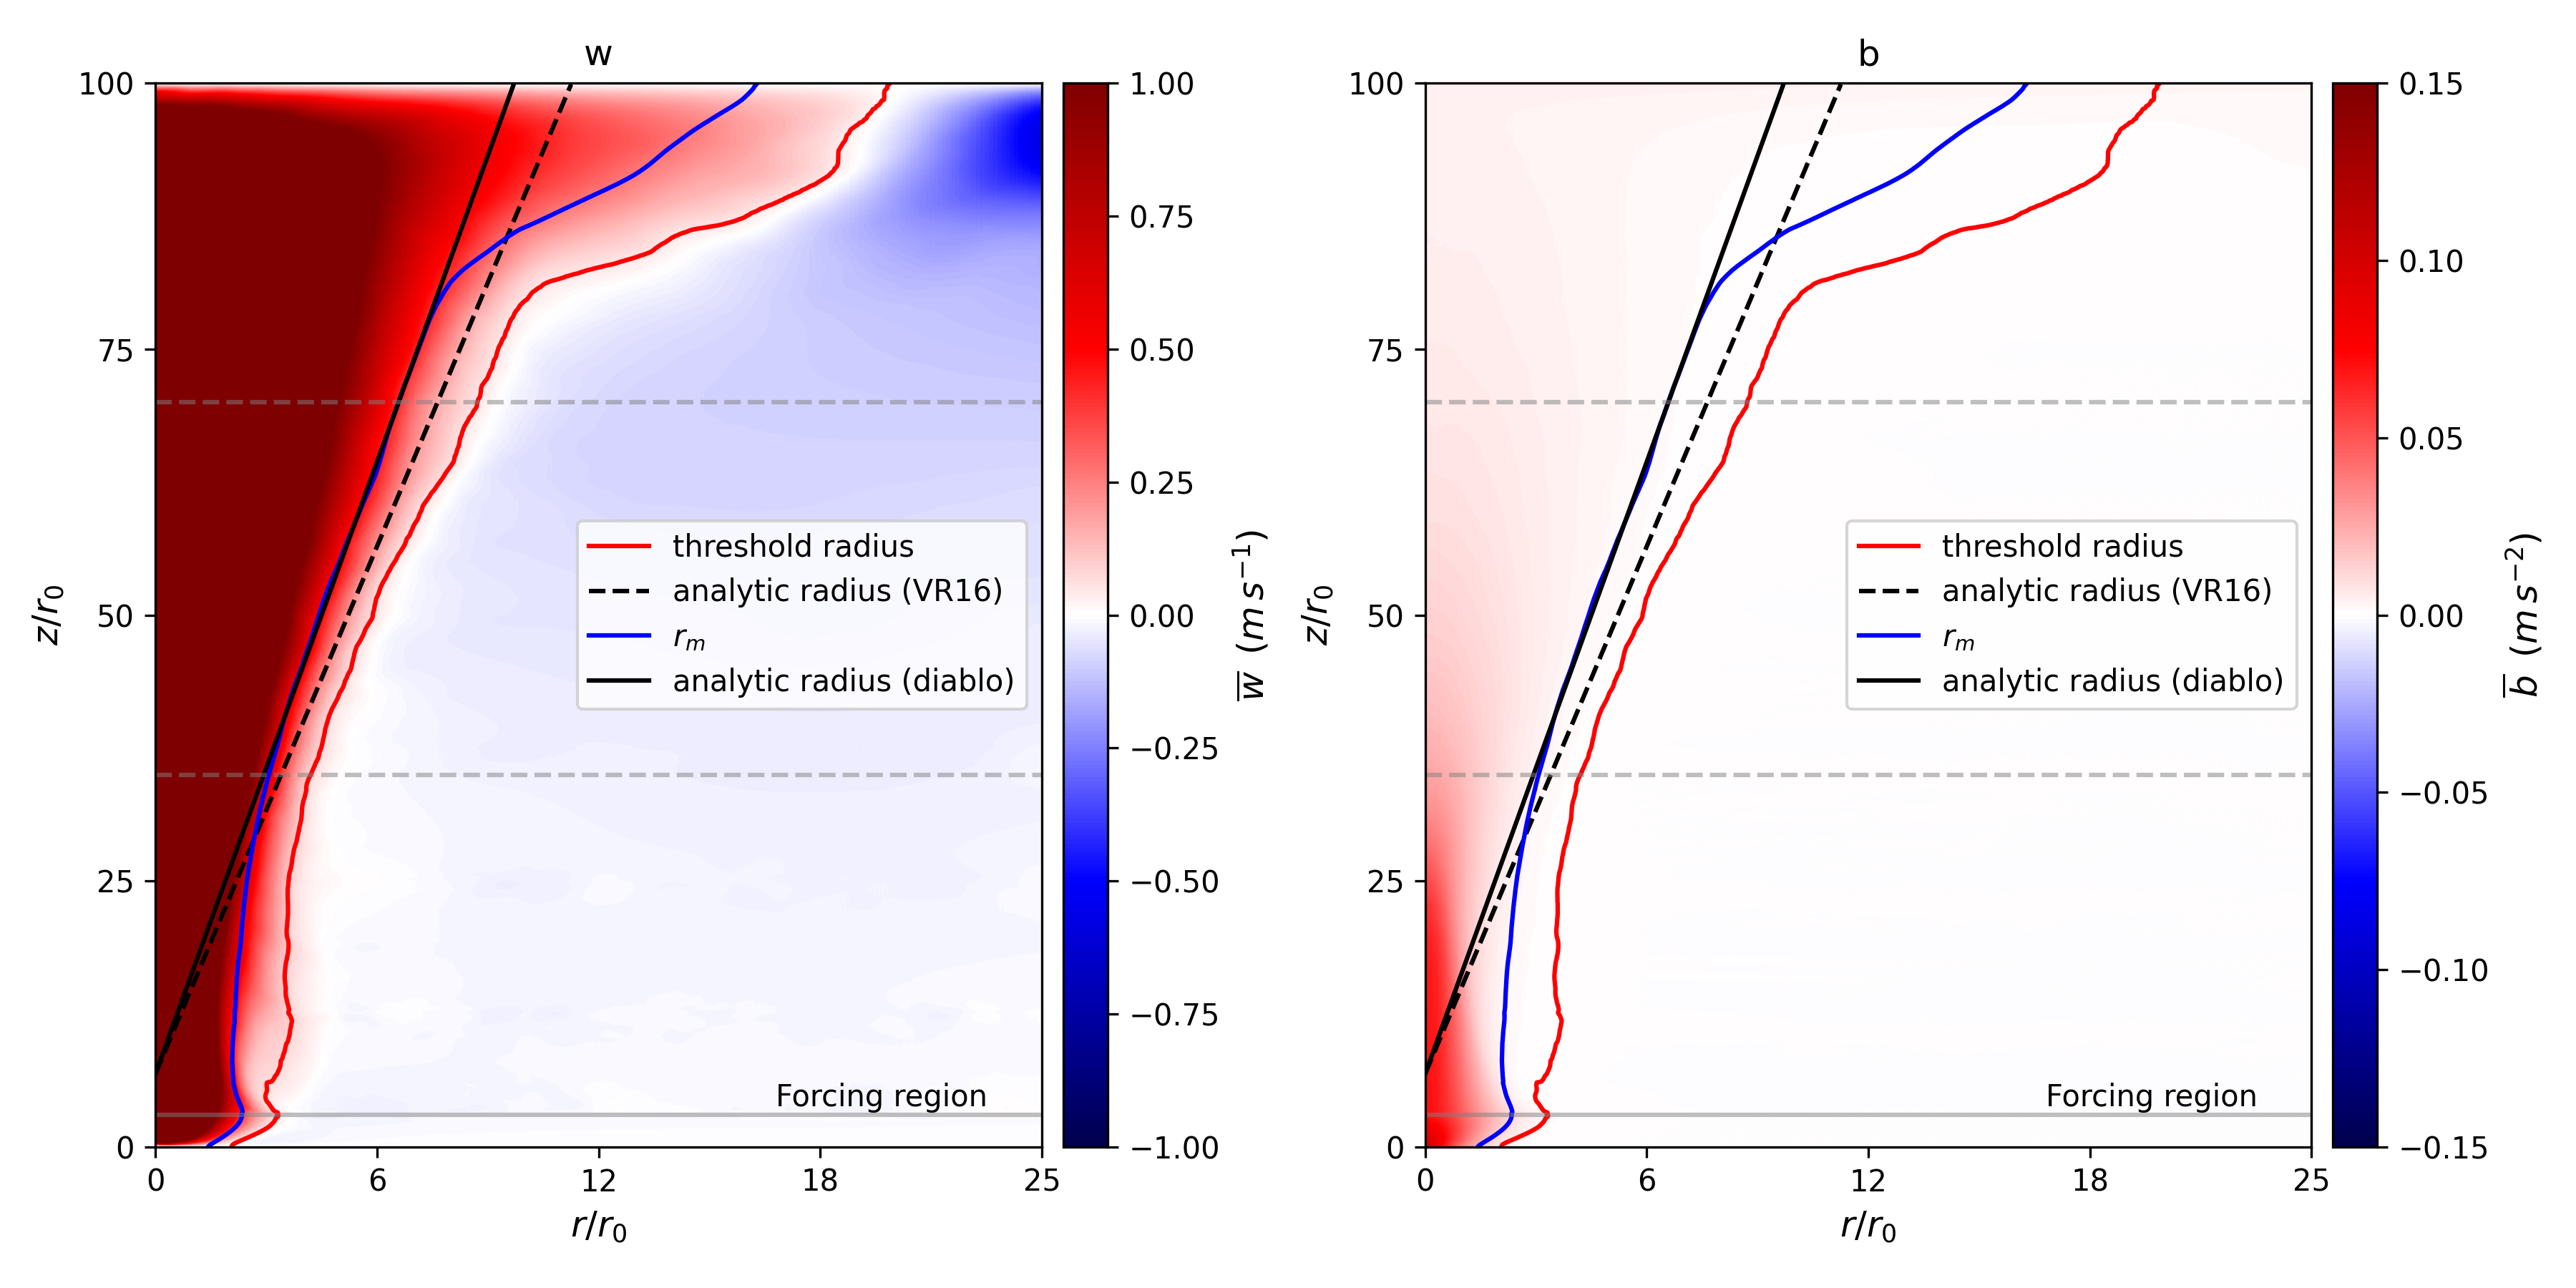 w
100
75
50
25
0
z/r₀
0
6
12
18
25
r/r₀
threshold radius
analytic radius (VR16)
rₘ
analytic radius (diablo)
Forcing region
1.00
0.75
0.50
0.25
0.00
−0.25
−0.50
−0.75
−1.00
w̅ (m s⁻¹)
b
100
75
50
25
0
z/r₀
0
6
12
18
25
r/r₀
threshold radius
analytic radius (VR16)
rₘ
analytic radius (diablo)
Forcing region
0.15
0.10
0.05
0.00
−0.05
−0.10
−0.15
b̅ (m s⁻²)